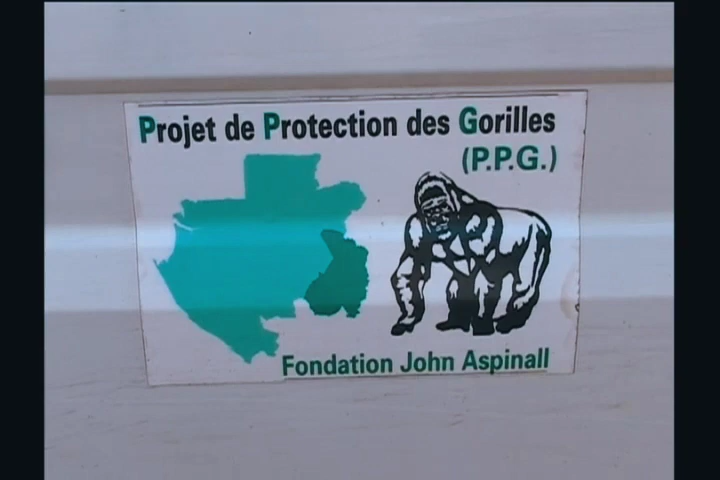 Projet de Protection des Gorilles
(P.P.G.)
Fondation John Aspinall